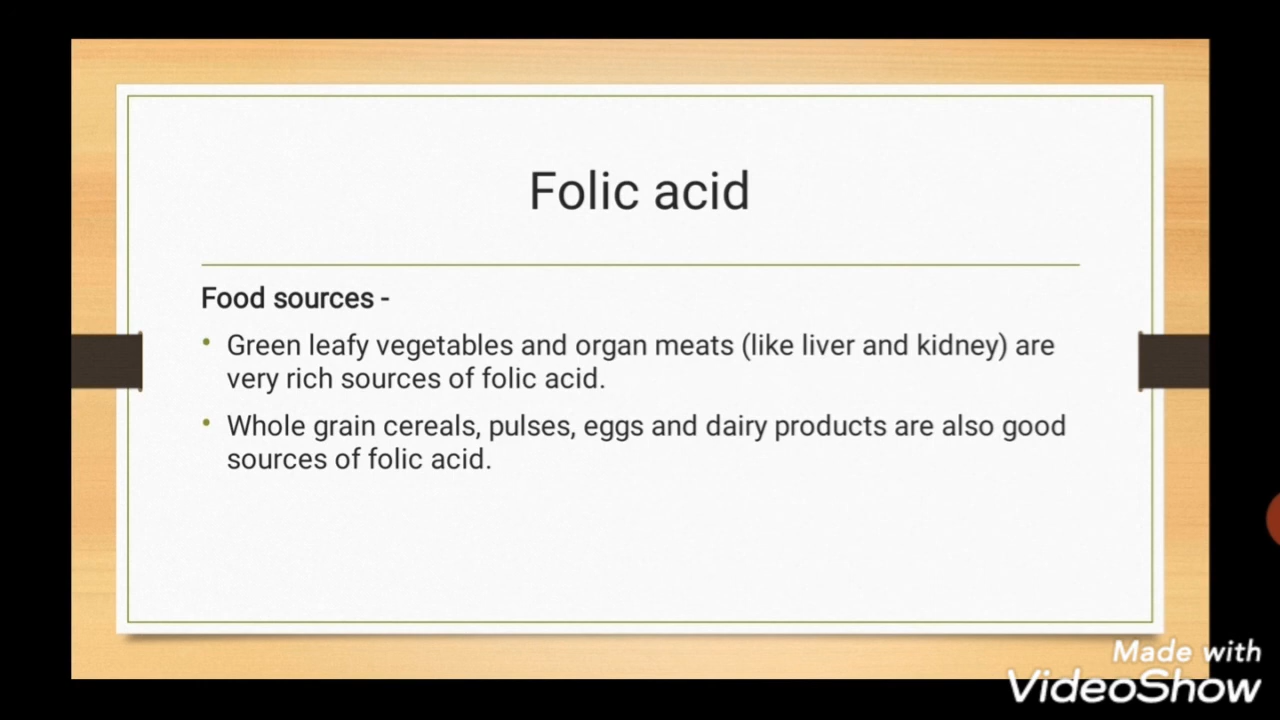 Folic acid
Food sources -
• Green leafy vegetables and organ meats (like liver and kidney) are
very rich sources of folic acid.
• Whole grain cereals, pulses, eggs and dairy products are also good
sources of folic acid.
Made with
VideoShow